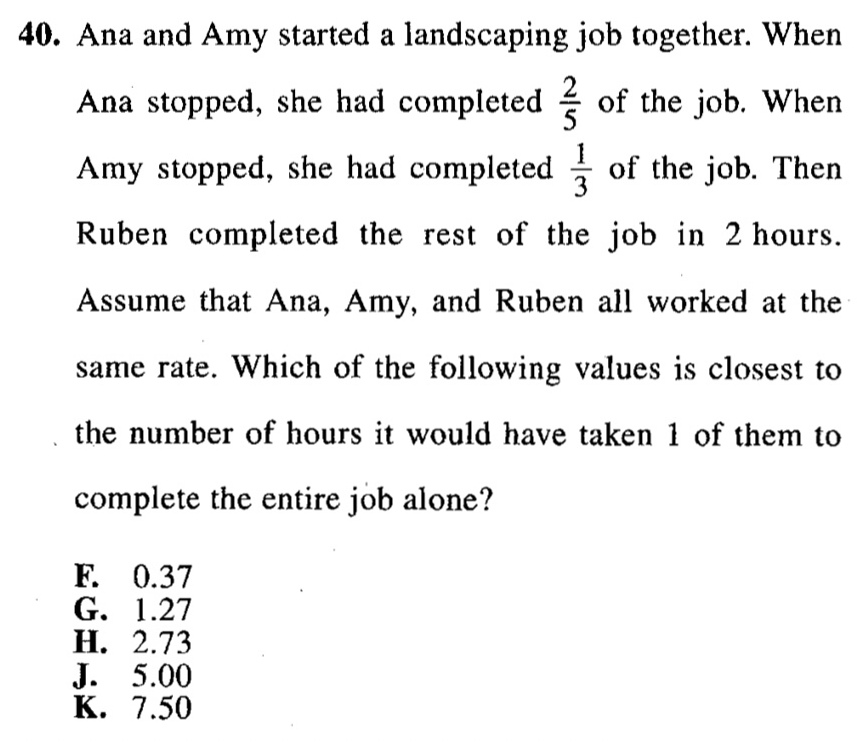 40. Ana and Amy started a landscaping job together. When
Ana stopped, she had completed 2/5 of the job. When
Amy stopped, she had completed 1/3 of the job. Then
Ruben completed the rest of the job in 2 hours.
Assume that Ana, Amy, and Ruben all worked at the
same rate. Which of the following values is closest to
the number of hours it would have taken 1 of them to
complete the entire job alone?
F. 0.37
G. 1.27
H. 2.73
J. 5.00
K. 7.50